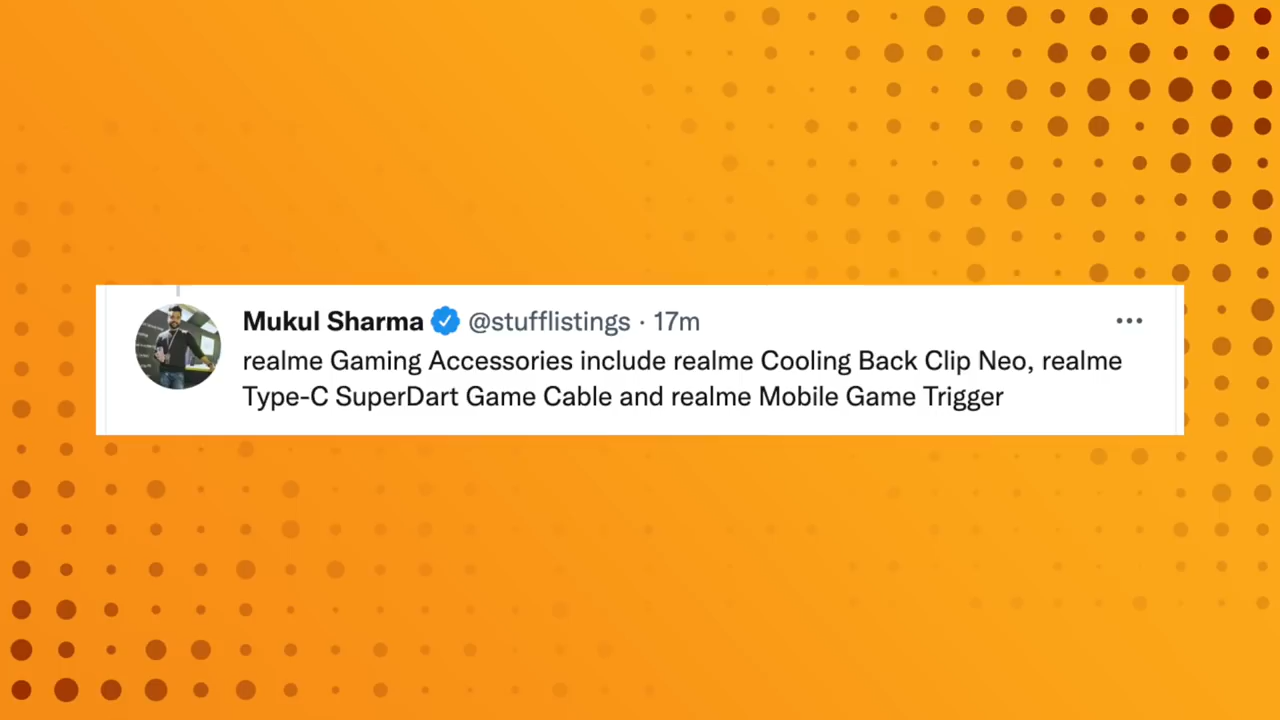 Mukul Sharma @stufflistings · 17m
realme Gaming Accessories include realme Cooling Back Clip Neo, realme
Type-C SuperDart Game Cable and realme Mobile Game Trigger